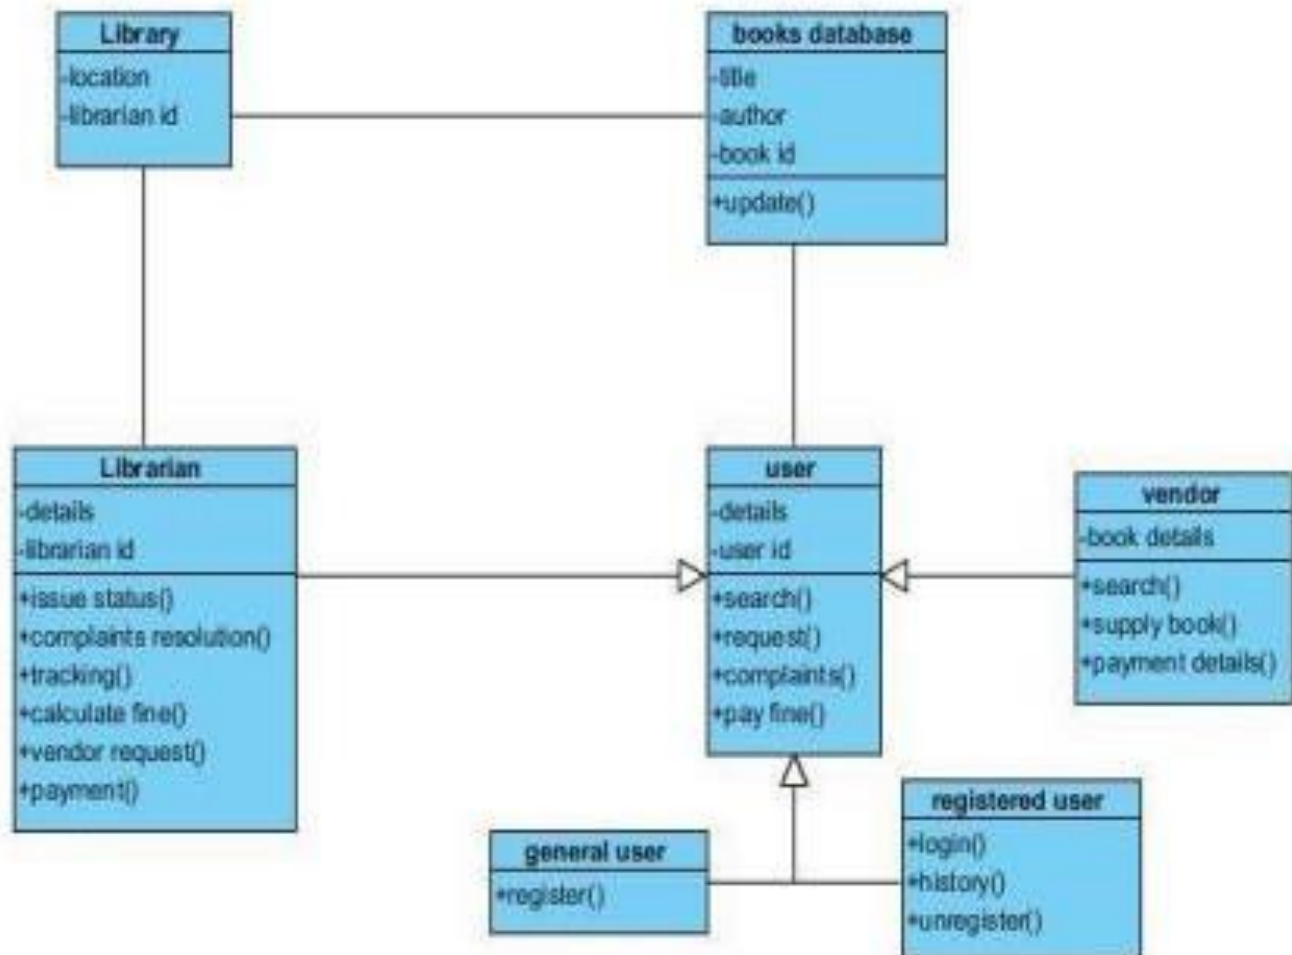 Library
-location
-librarian id
books database
-title
-author
-book id
+update()
Librarian
-details
-librarian id
+issue status()
+complaints resolution()
+tracking()
+calculate fine()
+vendor request()
+payment()
user
-details
-user id
+search()
+request()
+complaints()
+pay fine()
vendor
-book details
+search()
+supply book()
+payment details()
general user
+register()
registered user
+login()
+history()
+unregister()